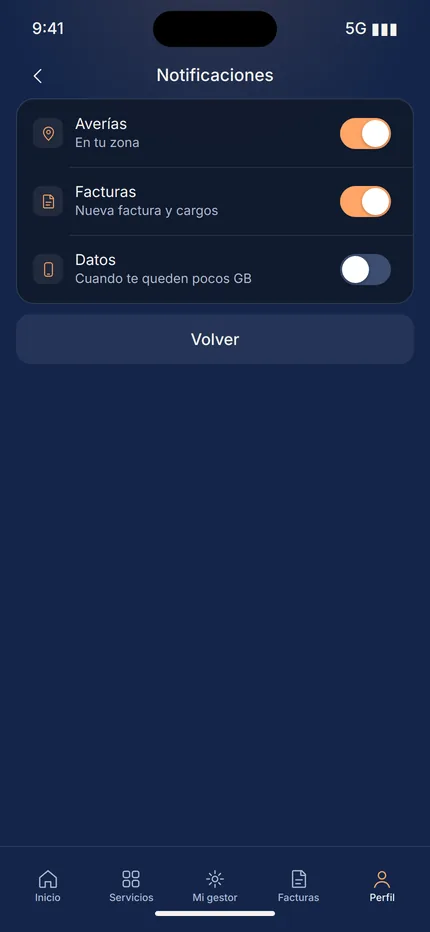 9:41
5G
Notificaciones
Averías
En tu zona
Facturas
Nueva factura y cargos
Datos
Cuando te queden pocos GB
Volver
Inicio
Servicios
Mi gestor
Facturas
Perfil